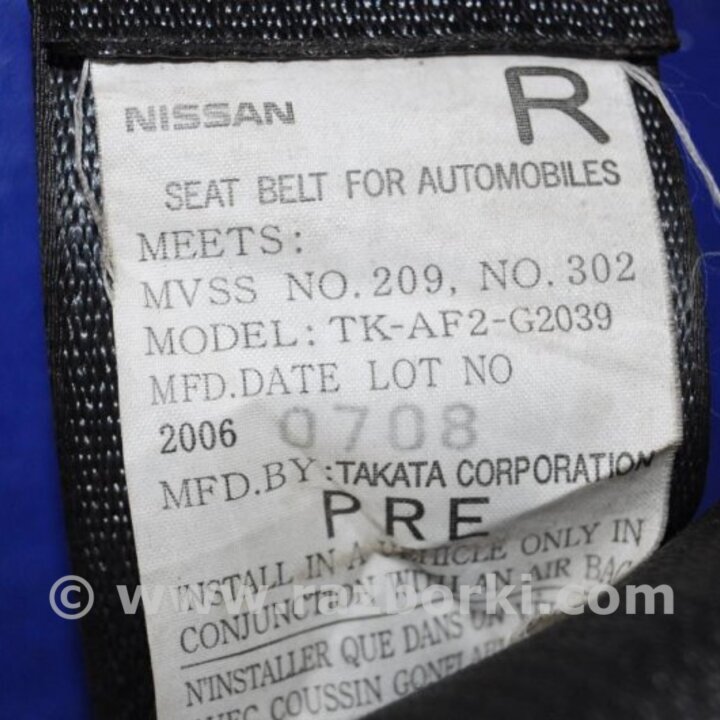 NISSAN R
SEAT BELT FOR AUTOMOBILES
MEETS:
MVSS NO. 209, NO. 302
MODEL: TK-AF2-G2039
MFD.DATE LOT NO
2006 0708
MFD.BY:TAKATA CORPORATION
PRE
INSTALL IN A VEHICLE ONLY IN
CONJUNCTION WITH AN AIR BAG
© www.razborki.com
N'INSTALLER QUE DANS UN
AVEC COUSSIN